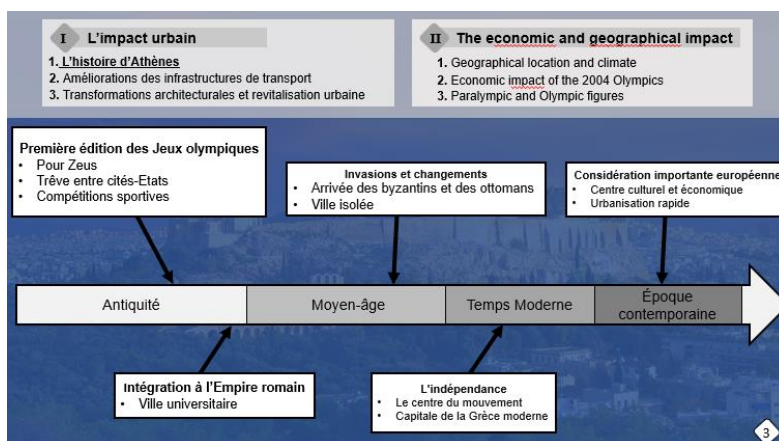 I L'impact urbain
1. L'histoire d'Athènes
2. Améliorations des infrastructures de transport
3. Transformations architecturales et revitalisation urbaine
II The economic and geographical impact
1. Geographical location and climate
2. Economic impact of the 2004 Olympics
3. Paralympic and Olympic figures
Première édition des Jeux olympiques
• Pour Zeus
• Trêve entre cités-Etats
• Compétitions sportives
Invasions et changements
• Arrivée des byzantins et des ottomans
• Ville isolée
Considération importante européenne
• Centre culturel et économique
• Urbanisation rapide
Antiquité
Moyen-âge
Temps Moderne
Époque
contemporaine
Intégration à l'Empire romain
• Ville universitaire
L'indépendance
• Le centre du mouvement
• Capitale de la Grèce moderne
3